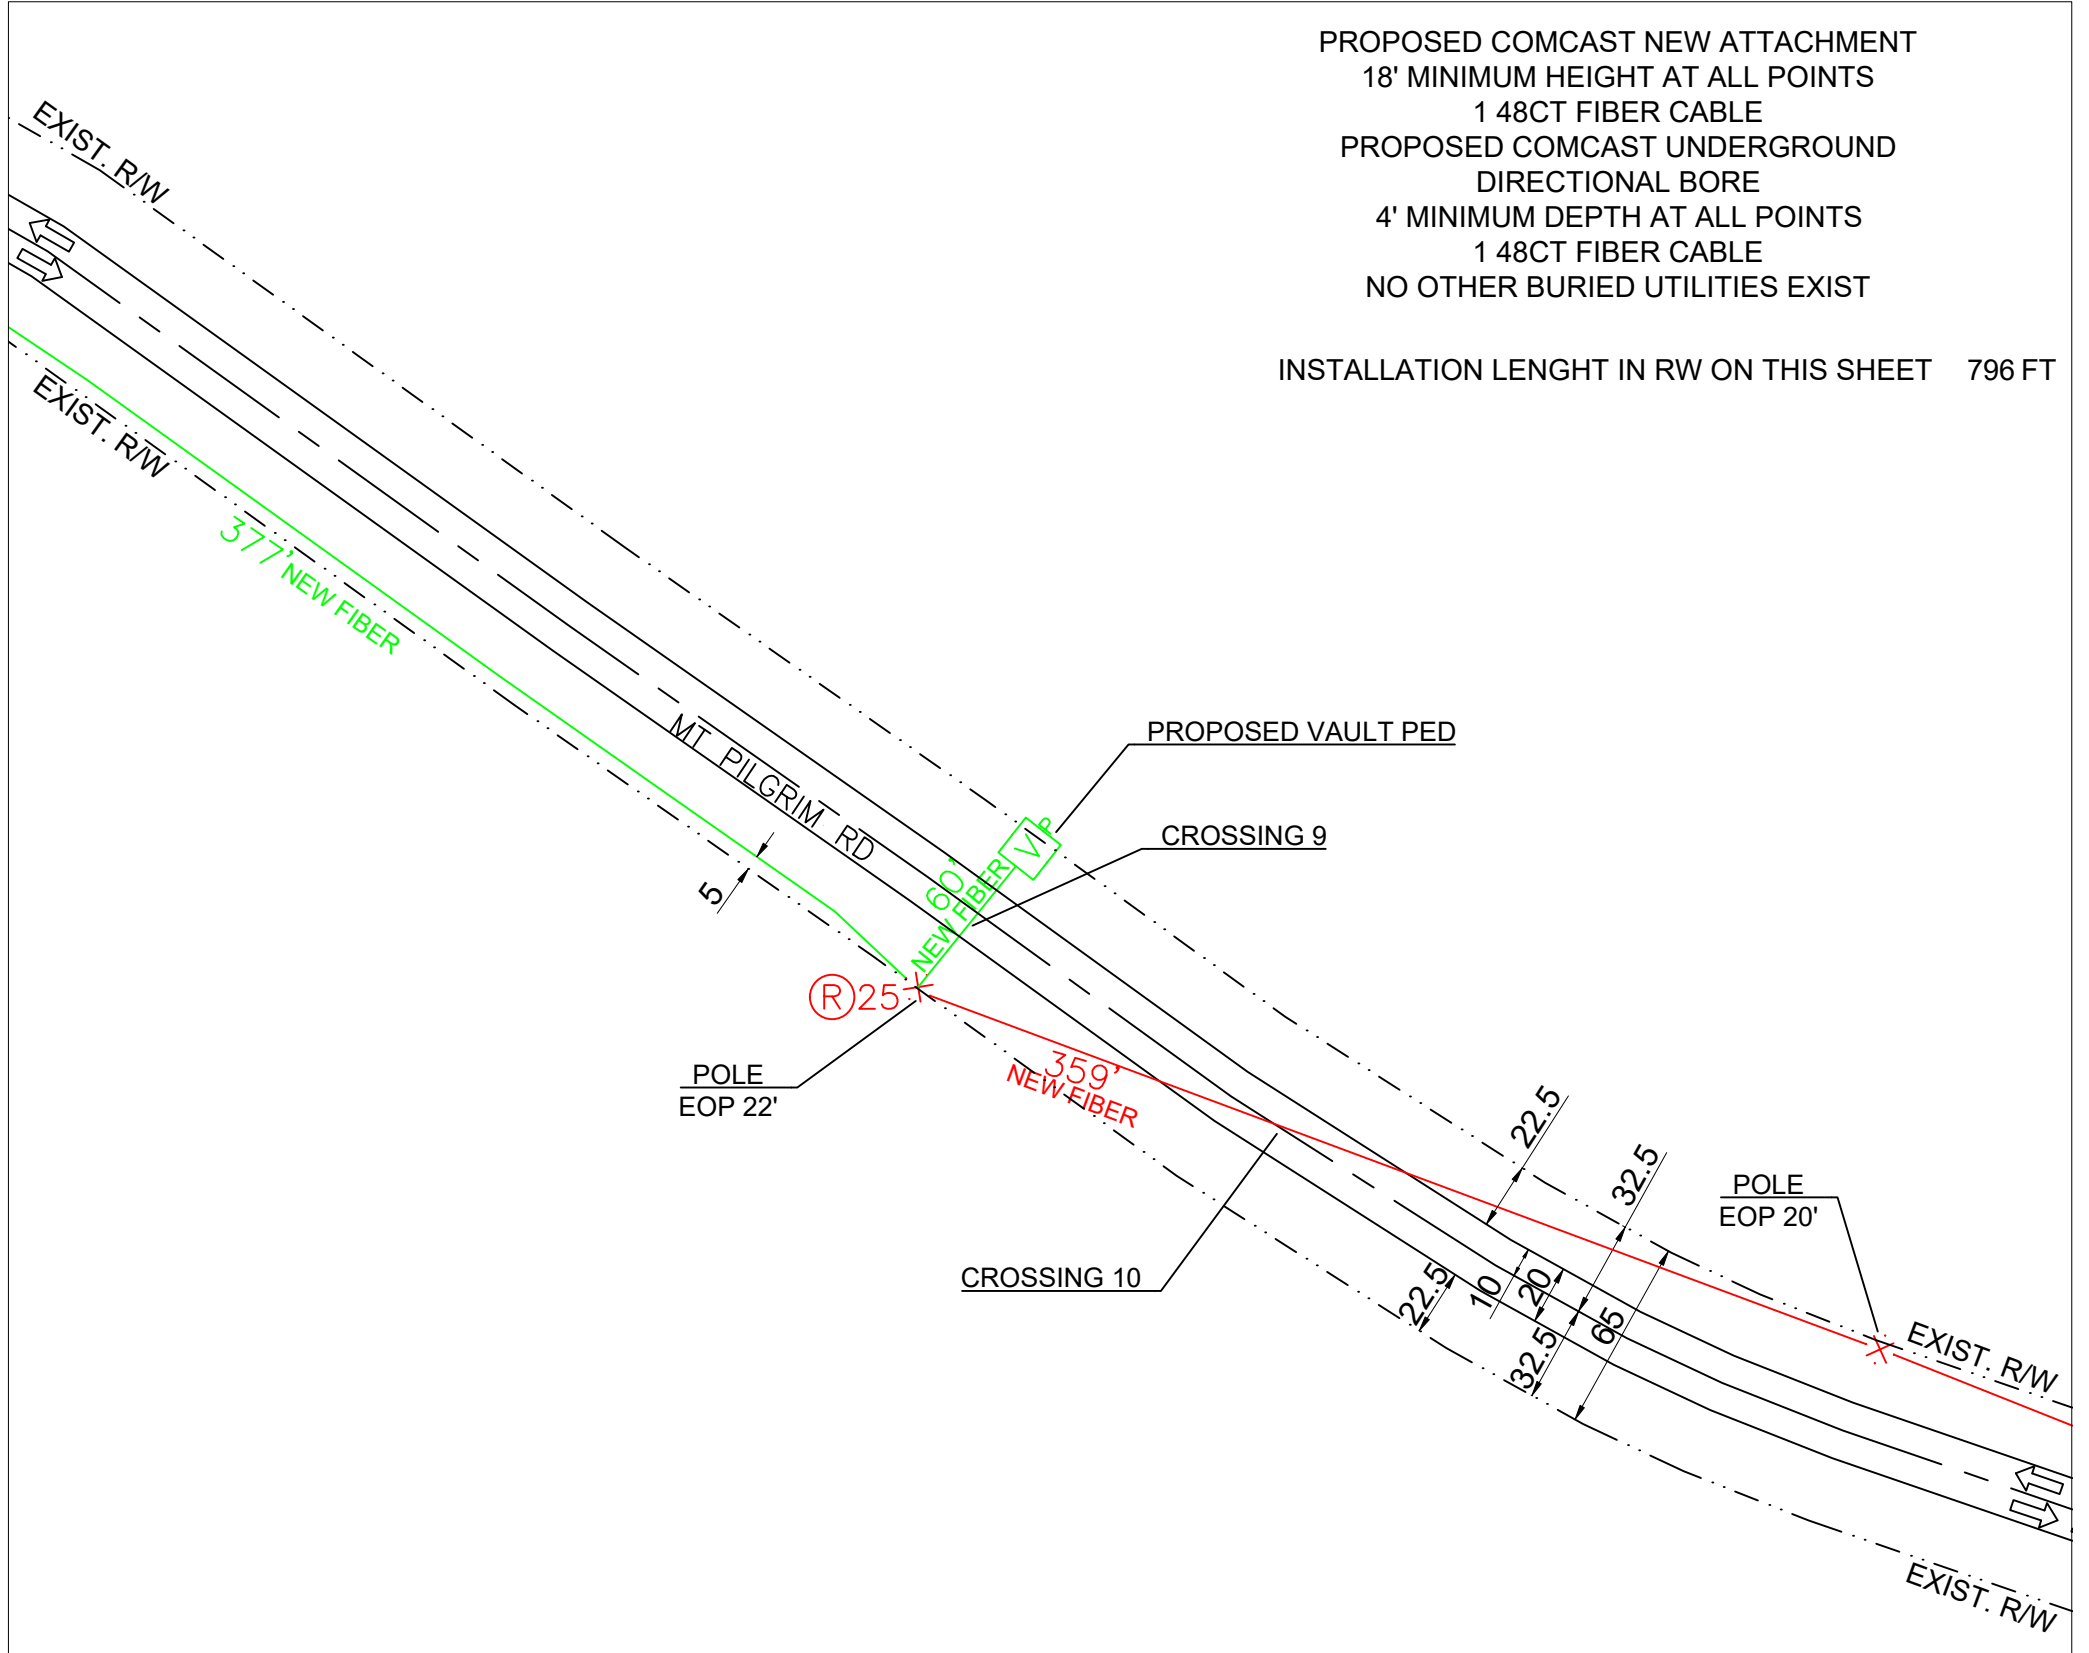 PROPOSED COMCAST NEW ATTACHMENT
18' MINIMUM HEIGHT AT ALL POINTS
1 48CT FIBER CABLE
PROPOSED COMCAST UNDERGROUND
DIRECTIONAL BORE
4' MINIMUM DEPTH AT ALL POINTS
1 48CT FIBER CABLE
NO OTHER BURIED UTILITIES EXIST
INSTALLATION LENGHT IN RW ON THIS SHEET 796 FT
EXIST. R/W
EXIST. R/W
377' NEW FIBER
MT PILGRIM RD
PROPOSED VAULT PED
VP
CROSSING 9
60'
NEW FIBER
5
R 25
POLE
EOP 22'
359'
NEW FIBER
CROSSING 10
22.5
32.5
POLE
EOP 20'
22.5
10
20
32.5
65
EXIST. R/W
EXIST. R/W